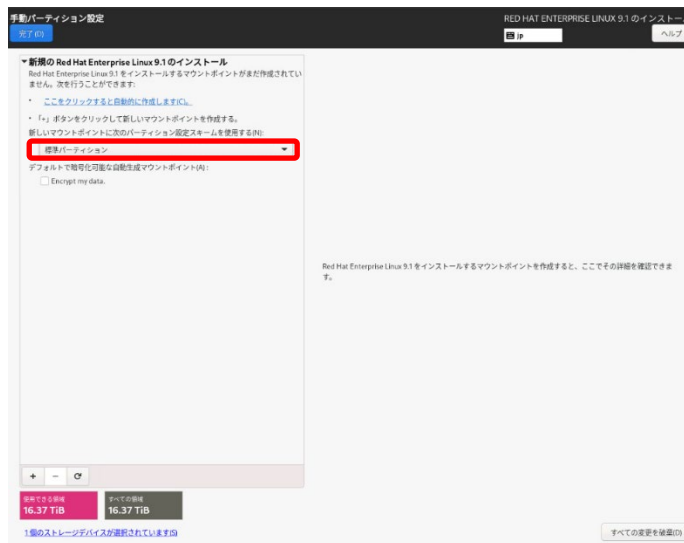 手動パーティション設定
RED HAT ENTERPRISE LINUX 9.1 のインストー
完了(D)
jp
ヘルプ
新規の Red Hat Enterprise Linux 9.1 のインストール
Red Hat Enterprise Linux 9.1 をインストールするマウントポイントがまだ作成されてい
ません。次を行うことができます:
・ ここをクリックすると自動的に作成します(C)。
・ 「+」ボタンをクリックして新しいマウントポイントを作成する。
新しいマウントポイントに次のパーティション設定スキームを使用する(N):
標準パーティション
デフォルトで暗号化可能な自動生成マウントポイント(A):
Encrypt my data.
Red Hat Enterprise Linux 9.1 をインストールするマウントポイントを作成すると、ここでその詳細を確認できま
す。
+ −
使用できる領域
16.37 TiB
すべての領域
16.37 TiB
1個のストレージデバイスが選択されています(S)
すべての変更を破棄(D)